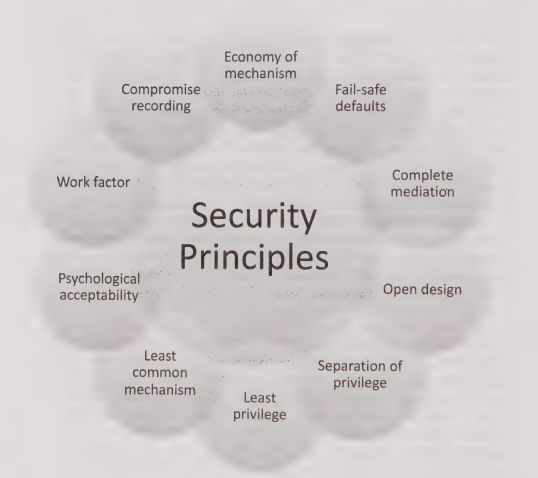 Economy of
mechanism
Fail-safe
defaults
Complete
mediation
Open design
Separation of
privilege
Least
privilege
Least
common
mechanism
Psychological
acceptability
Work factor
Compromise
recording
Security
Principles